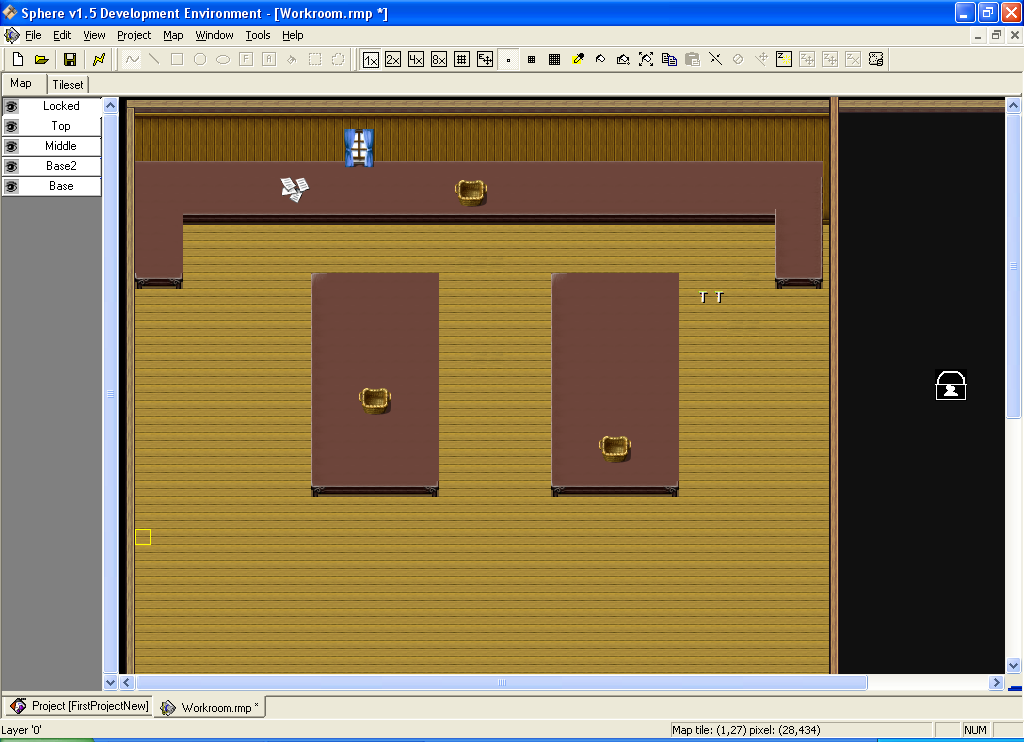 Sphere v1.5 Development Environment - [Workroom.rmp *]
File Edit View Project Map Window Tools Help
F A 1x 2x 4x 8x Z Z Z Z
Map Tileset
Locked
Top
Middle
Base2
Base
T T
Project [FirstProjectNew] Workroom.rmp *
Layer '0' Map tile: (1,27) pixel: (28,434) NUM